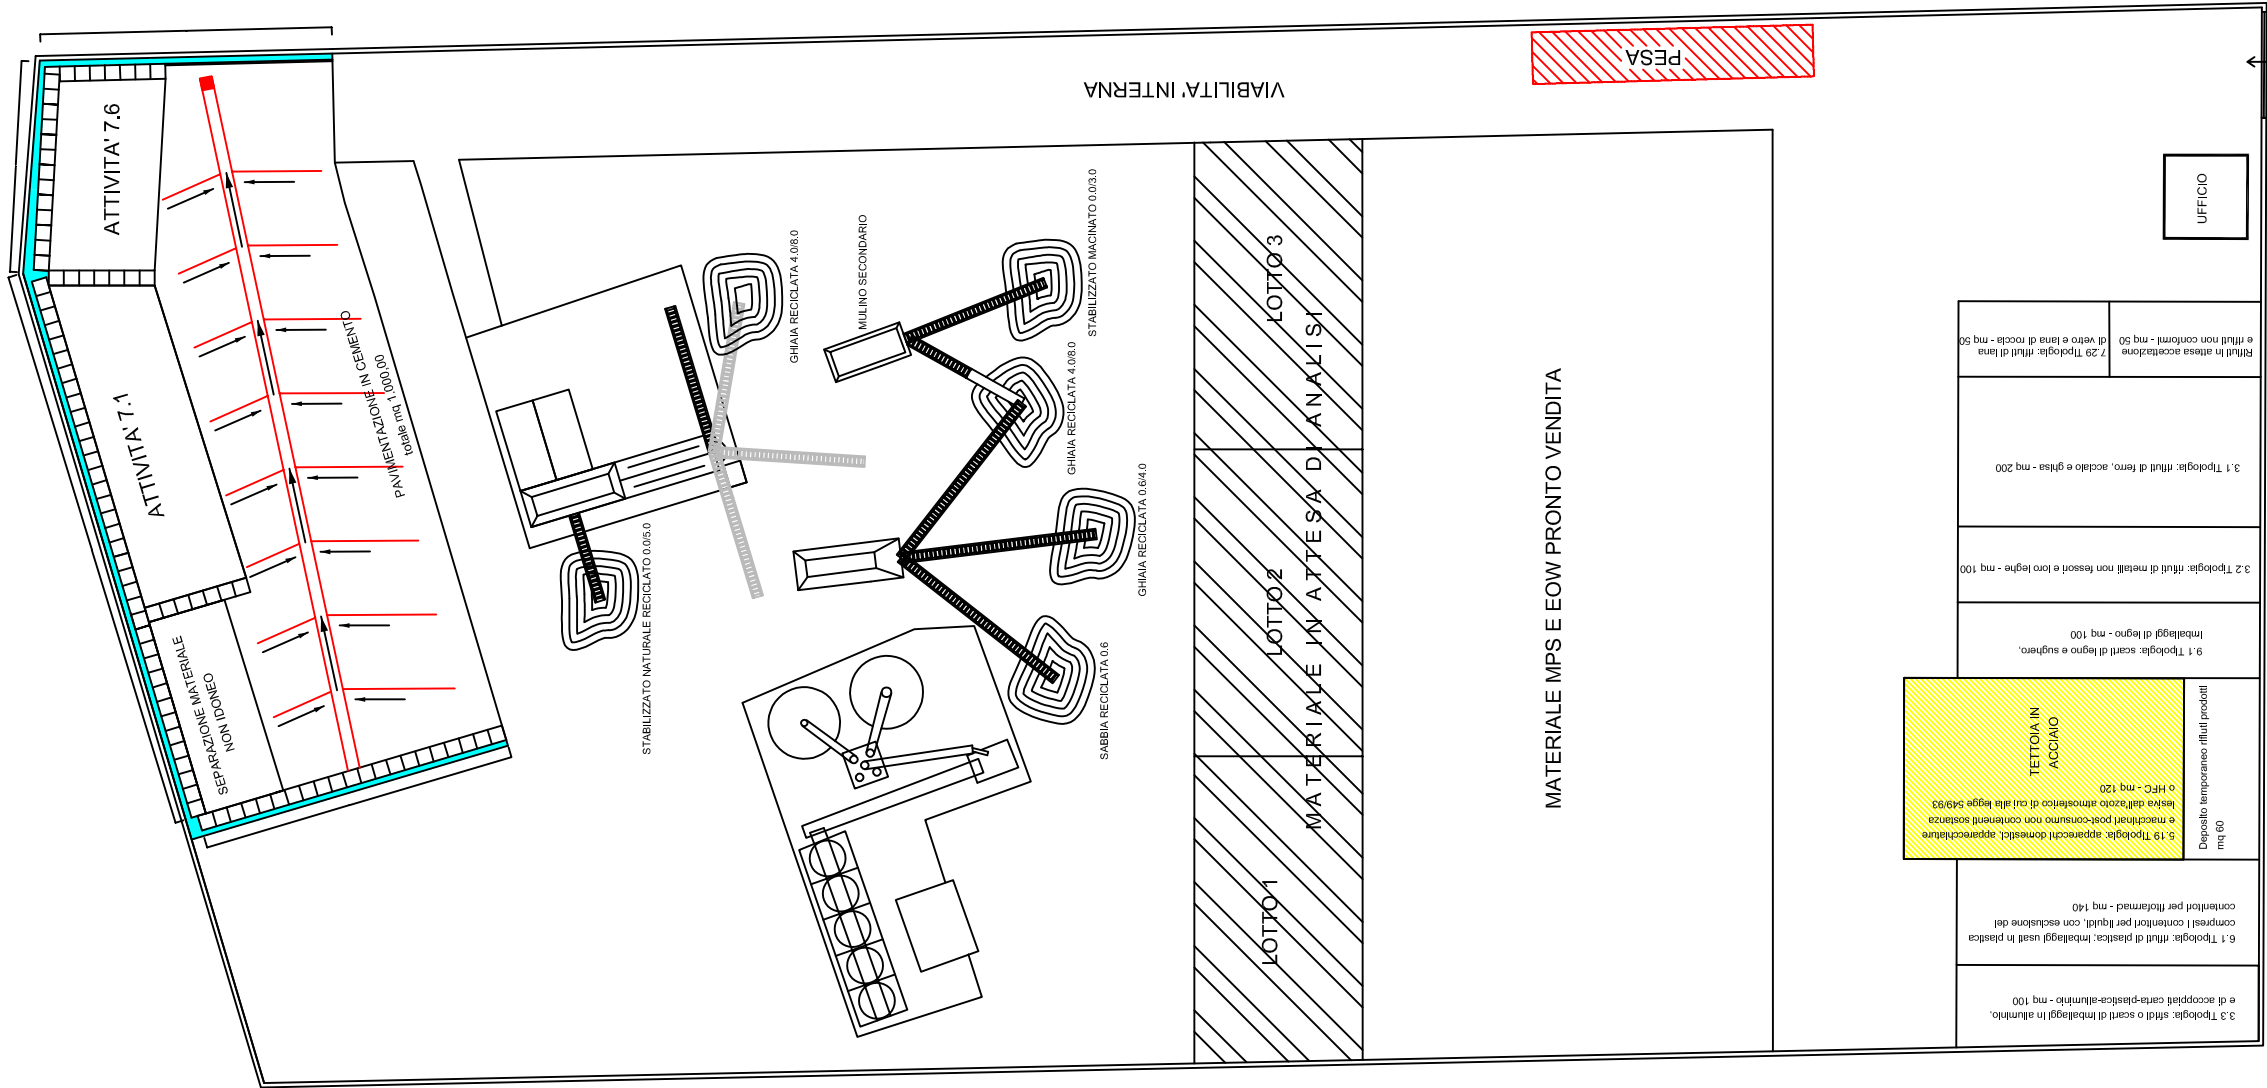 PESA
VIABILITA' INTERNA
ATTIVITA' 7.6
ATTIVITA' 7.1
SEPARAZIONE MATERIALE
NON IDONEO
PAVIMENTAZIONE IN CEMENTO
totale mq. 1.000,00
GHIAIA RECICLATA 4.0/8.0
MULINO SECONDARIO
STABILIZZATO MACINATO 0.0/3.0
GHIAIA RECICLATA 4.0/8.0
GHIAIA RECICLATA 0.6/4.0
STABILIZZATO NATURALE RECICLATO 0.0/5.0
SABBIA RECICLATA 0.6
LOTTO 3
LOTTO 2
LOTTO 1
MATERIALE IN ATTESA DI ANALISI
MATERIALE MPS E EOW PRONTO VENDITA
UFFICIO
7.29 Tipologia: rifiuti di lana
di vetro e lana di roccia - mq 50
Rifiuti in attesa accettazione
e rifiuti non conformi - mq 50
3.1 Tipologia: rifiuti di ferro, acciaio e ghisa - mq 200
3.2 Tipologia: rifiuti di metalli non fessori e loro leghe - mq 100
9.1 Tipologia: scarti di legno e sughero,
imballaggi di legno - mq 100
TETTOIA IN
ACCIAIO
5.19 Tipologia: apparecchi domestici, apparecchiature
e macchinari post-consumo non contenenti sostanza
lesiva dall'azoto atmosferico di cui alla legge 549/93
o HFC - mq 120
Deposito temporaneo rifiuti prodotti
mq 60
6.1 Tipologia: rifiuti di plastica; imballaggi usati in plastica
compresi i contenitori per liquidi, con esclusione dei
contenitori per fitofarmaci - mq 140
3.3 Tipologia: sfridi o scarti di imballaggi in alluminio,
e di accoppiati carta-plastica-alluminio - mq 100